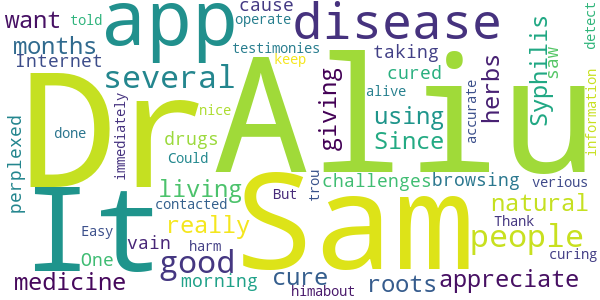 want told app cause disease detect
months operate
Internet several testimonies taking Syphilis saw
keep cured herbs
Dr Aliu
perplexed immediately nice using accurate information
done drugs giving Since
Could alive
It Sam
living challenges browsing verious
contacted But trou natural
Easy really Thank people
One vain harm good curing
medicine morning cure roots appreciate
himabout